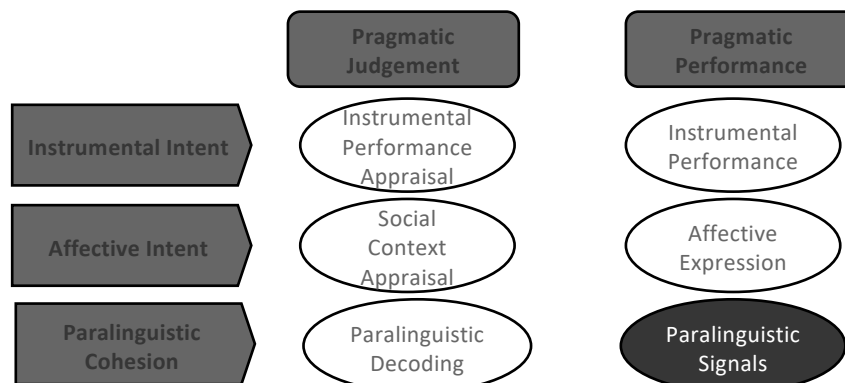 Pragmatic
Judgement
Pragmatic
Performance
Instrumental Intent
Instrumental
Performance
Appraisal
Instrumental
Performance
Affective Intent
Social
Context
Appraisal
Affective
Expression
Paralinguistic
Cohesion
Paralinguistic
Decoding
Paralinguistic
Signals